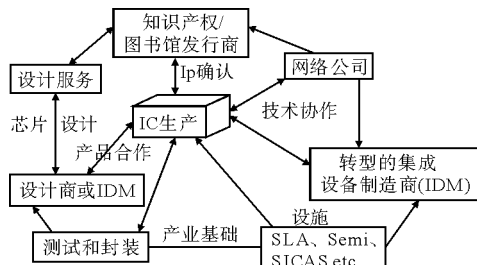 知识产权/
图书馆发行商
Ip确认
网络公司
设计服务
技术协作
芯片 设计
IC生产
产品合作
转型的集成
设备制造商(IDM)
设计商或IDM
设施
测试和封装
产业基础
SLA、Semi、
SICAS,etc